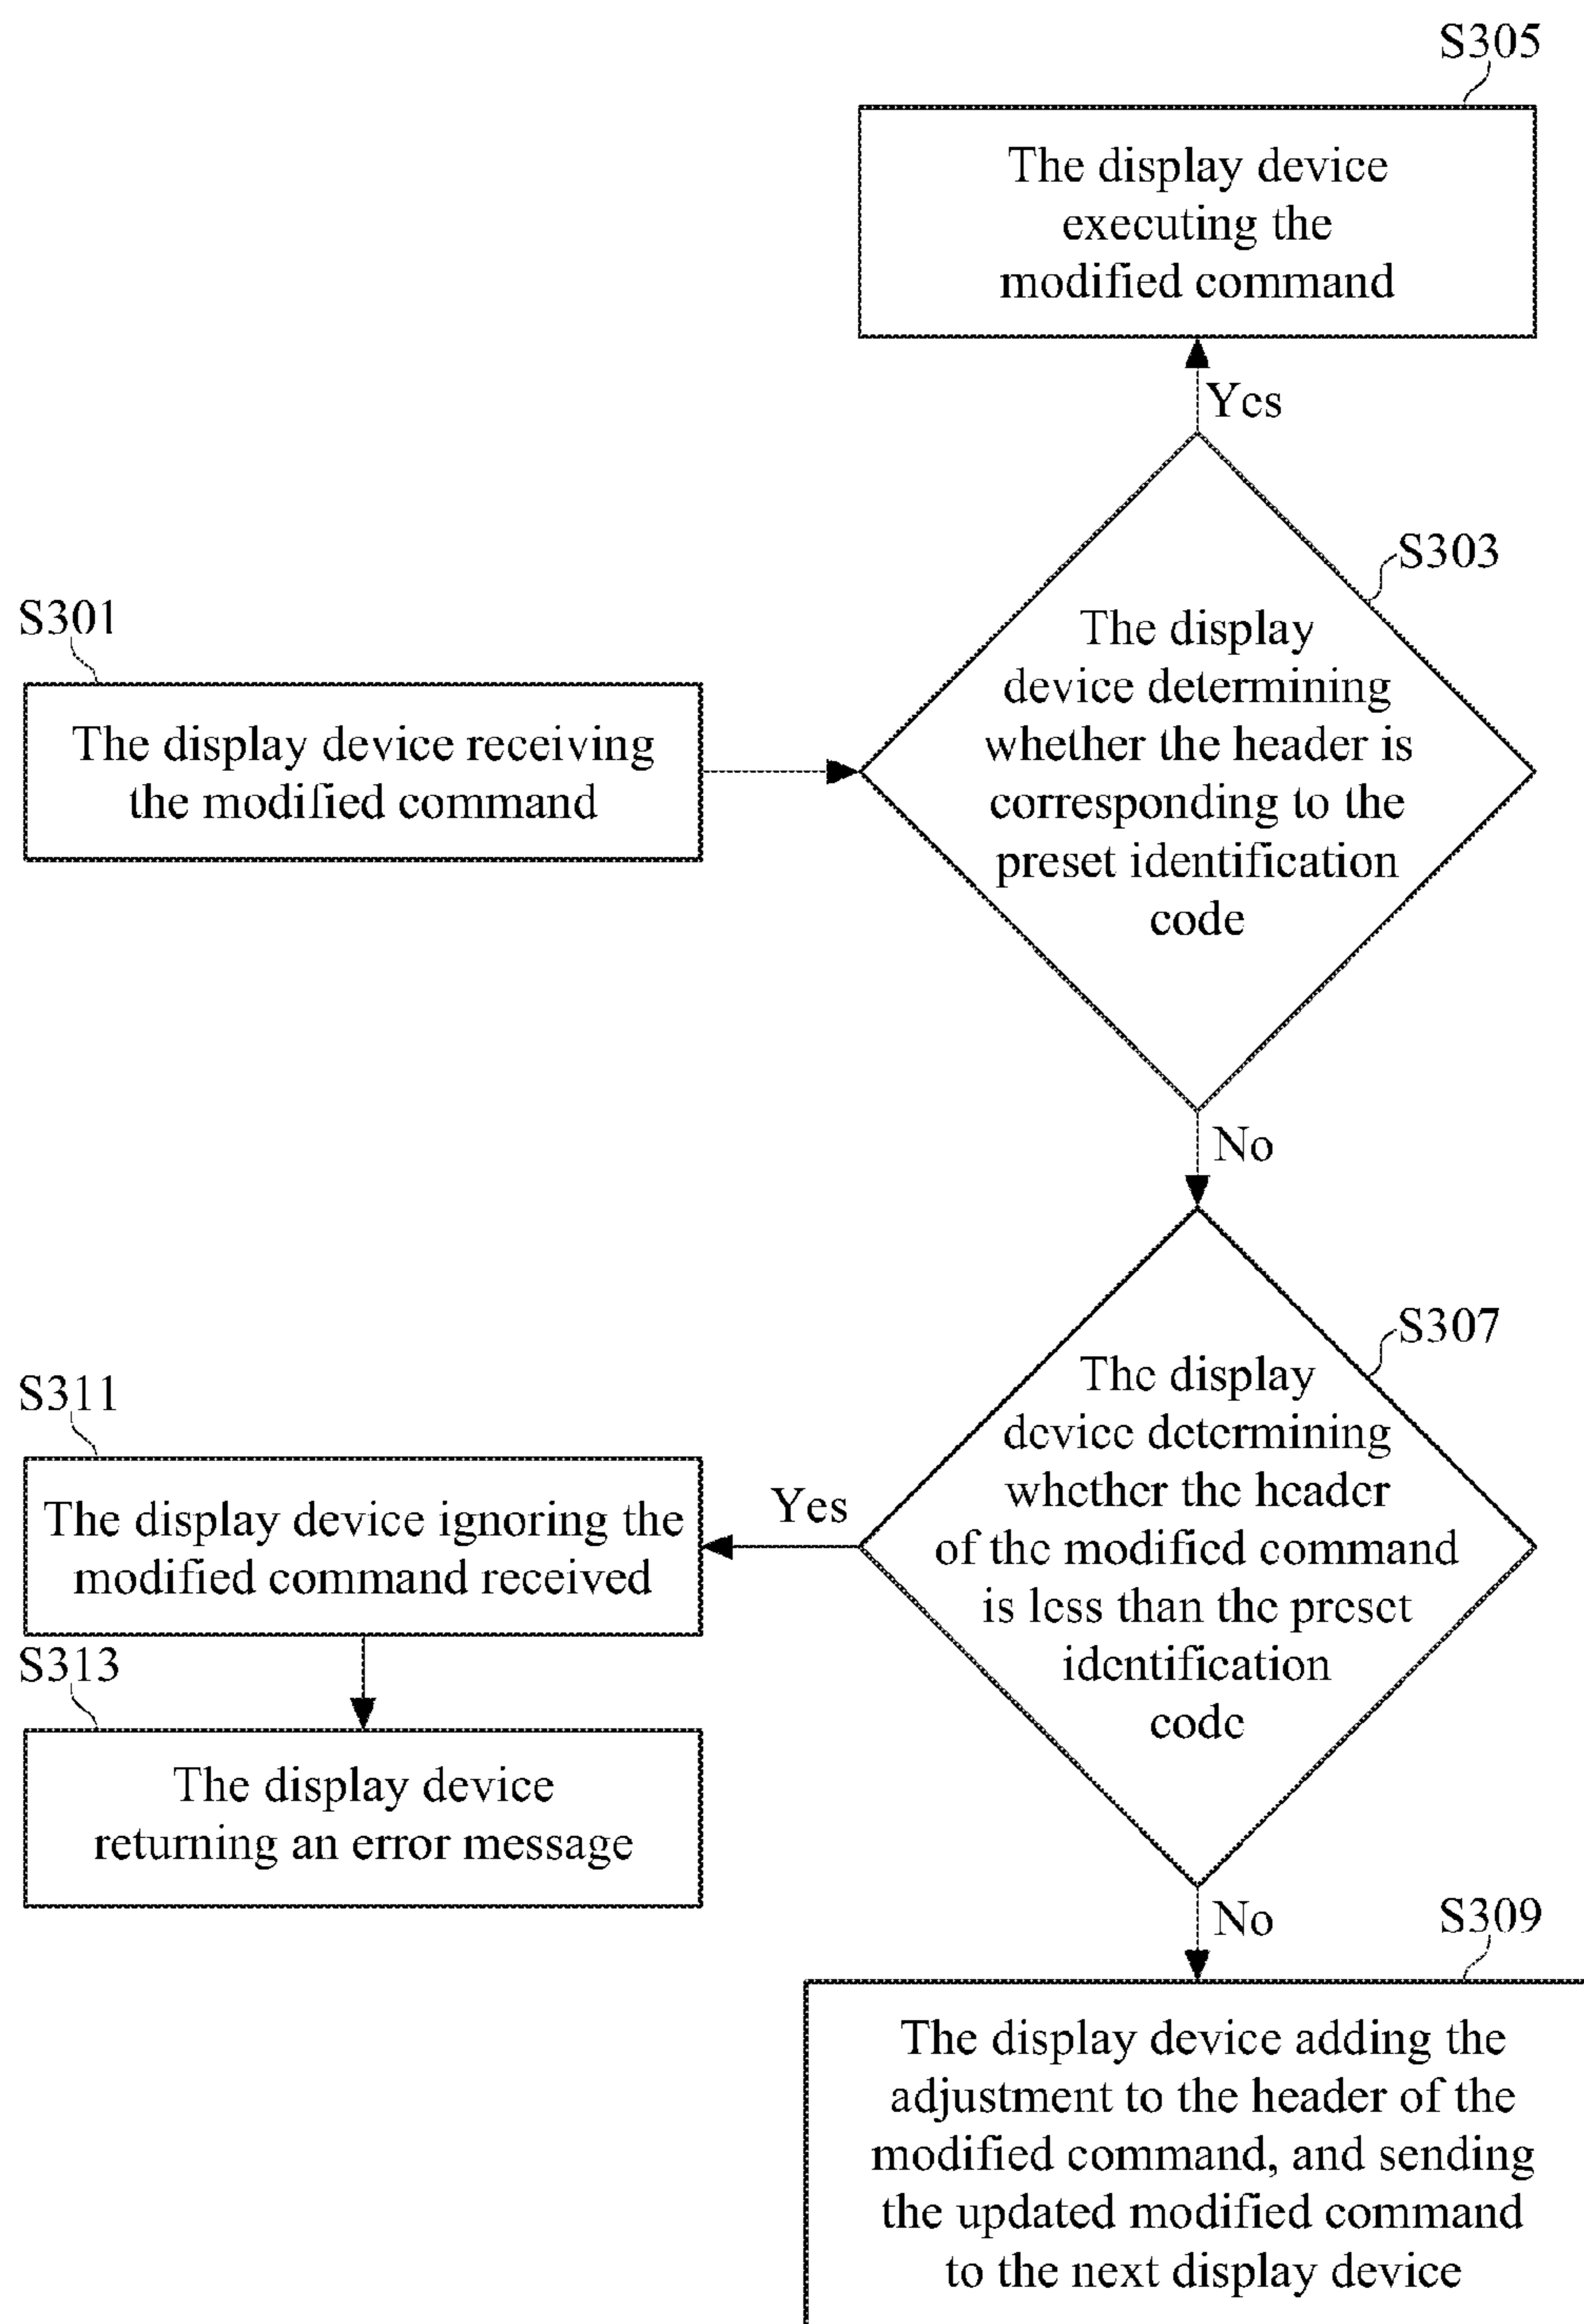 S305
The display device
executing the
modified command
Yes
S303
The display
device determining
whether the header is
corresponding to the
preset identification
code
S301
The display device receiving
the modified command
No
S307
The display
device determining
whether the header
of the modified command
is less than the preset
identification
code
Yes
S311
The display device ignoring the
modified command received
S313
The display device
returning an error message
No
S309
The display device adding the
adjustment to the header of the
modified command, and sending
the updated modified command
to the next display device